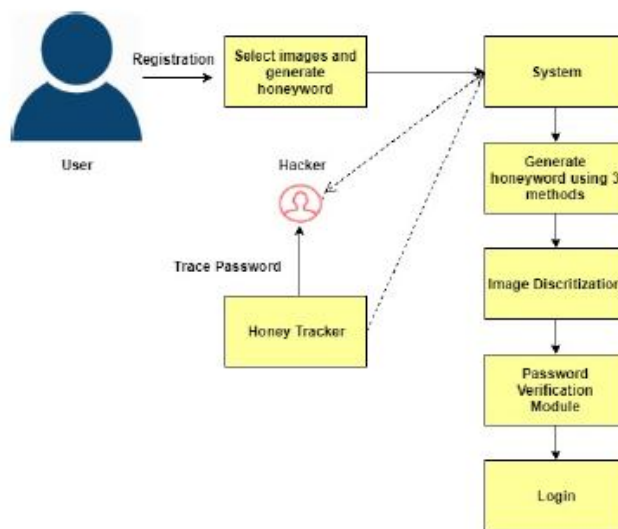 Registration
Select images and
generate
honeyword
System
User
Hacker
Generate
honeyword using 3
methods
Trace Password
Honey Tracker
Image Discritization
Password
Verification
Module
Login